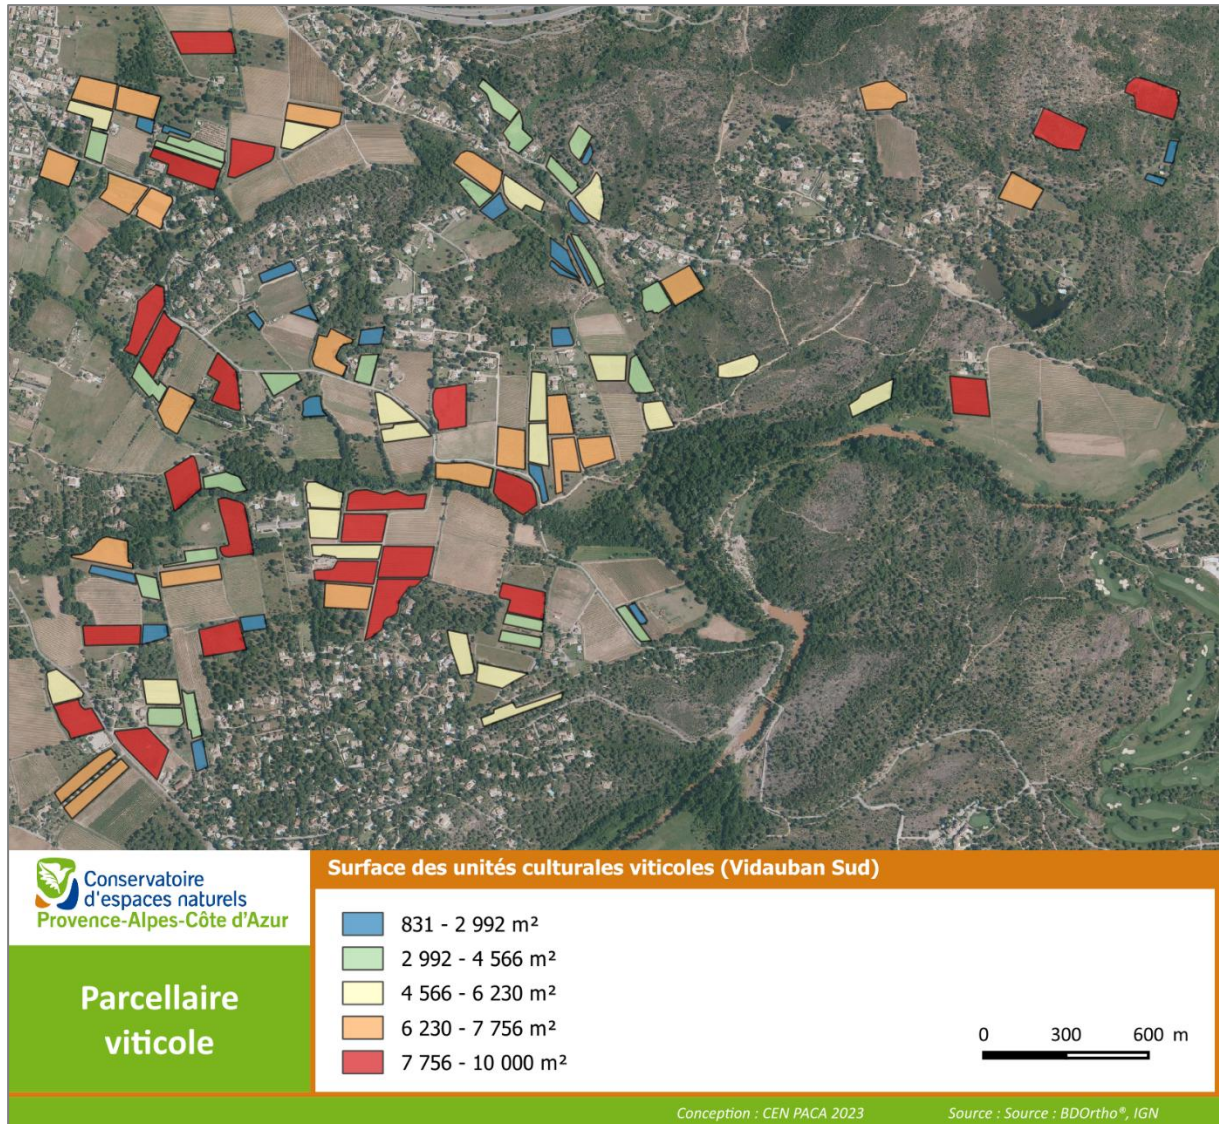 Conservatoire
d'espaces naturels
Provence-Alpes-Côte d'Azur
Parcellaire
viticole
Surface des unités culturales viticoles (Vidauban Sud)
831 - 2 992 m²
2 992 - 4 566 m²
4 566 - 6 230 m²
6 230 - 7 756 m²
7 756 - 10 000 m²
0 300 600 m
Conception : CEN PACA 2023 Source : Source : BDOrtho®, IGN